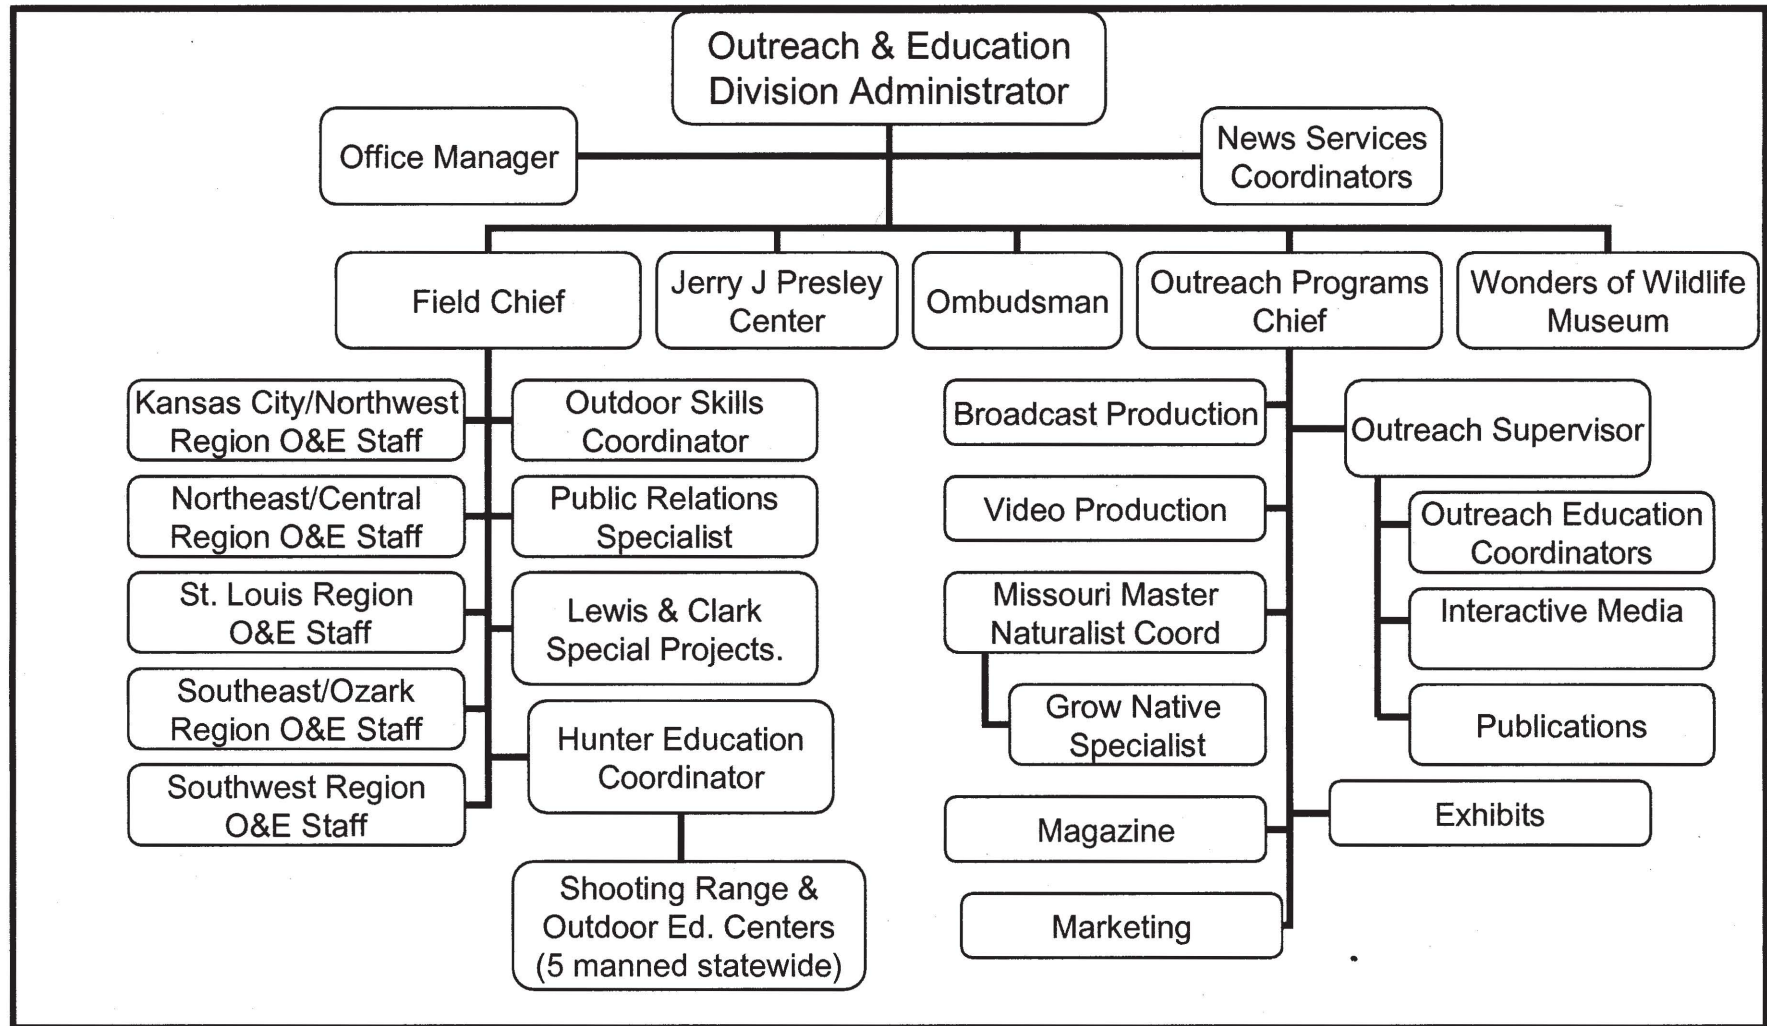 Outreach & Education
Division Administrator
Office Manager
News Services
Coordinators
Field Chief
Jerry J Presley
Center
Ombudsman
Outreach Programs
Chief
Wonders of Wildlife
Museum
Kansas City/Northwest
Region O&E Staff
Outdoor Skills
Coordinator
Northeast/Central
Region O&E Staff
Public Relations
Specialist
St. Louis Region
O&E Staff
Lewis & Clark
Special Projects.
Southeast/Ozark
Region O&E Staff
Hunter Education
Coordinator
Southwest Region
O&E Staff
Shooting Range &
Outdoor Ed. Centers
(5 manned statewide)
Broadcast Production
Outreach Supervisor
Video Production
Outreach Education
Coordinators
Missouri Master
Naturalist Coord
Interactive Media
Grow Native
Specialist
Publications
Magazine
Exhibits
Marketing